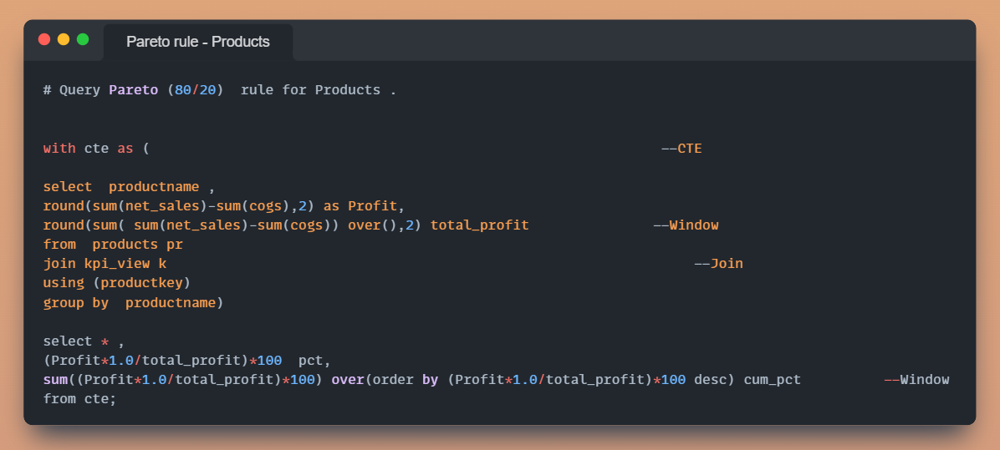 Pareto rule - Products
# Query Pareto (80/20)  rule for Products .
with cte as (                                                              --CTE
select  productname ,
round(sum(net_sales)-sum(cogs),2) as Profit,
round(sum( sum(net_sales)-sum(cogs)) over(),2) total_profit               --Window
from  products pr
join kpi_view k                                                                --Join
using (productkey)
group by  productname)
select * ,
(Profit*1.0/total_profit)*100  pct,
sum((Profit*1.0/total_profit)*100) over(order by (Profit*1.0/total_profit)*100 desc) cum_pct          --Window
from cte;